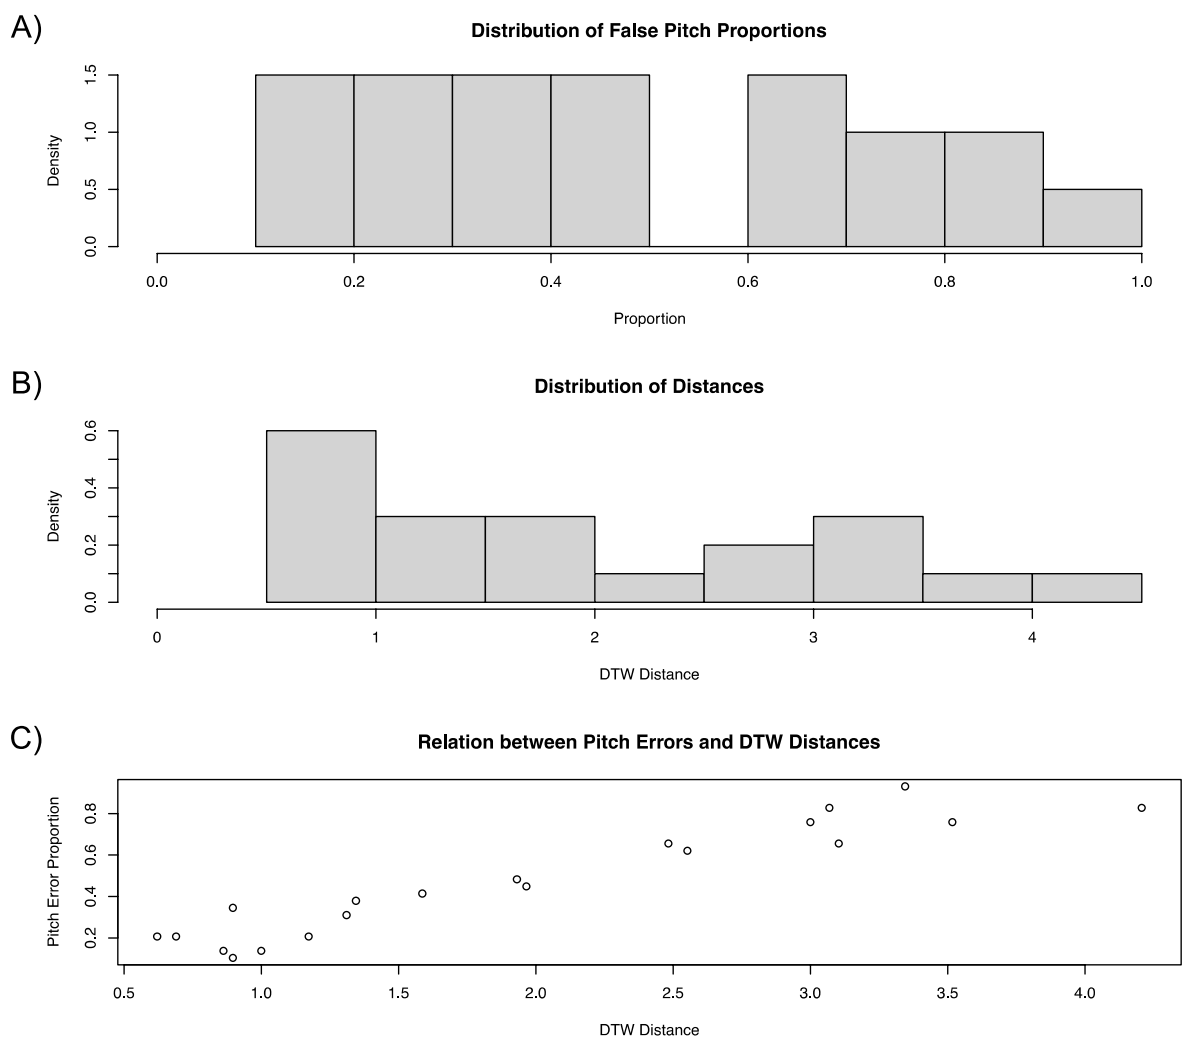 A)
Distribution of False Pitch Proportions
Density
0.0 0.5 1.0 1.5
0.0 0.2 0.4 0.6 0.8 1.0
Proportion
B)
Distribution of Distances
Density
0.0 0.2 0.4 0.6
0 1 2 3 4
DTW Distance
C)
Relation between Pitch Errors and DTW Distances
Pitch Error Proportion
0.2 0.4 0.6 0.8
0.5 1.0 1.5 2.0 2.5 3.0 3.5 4.0
DTW Distance